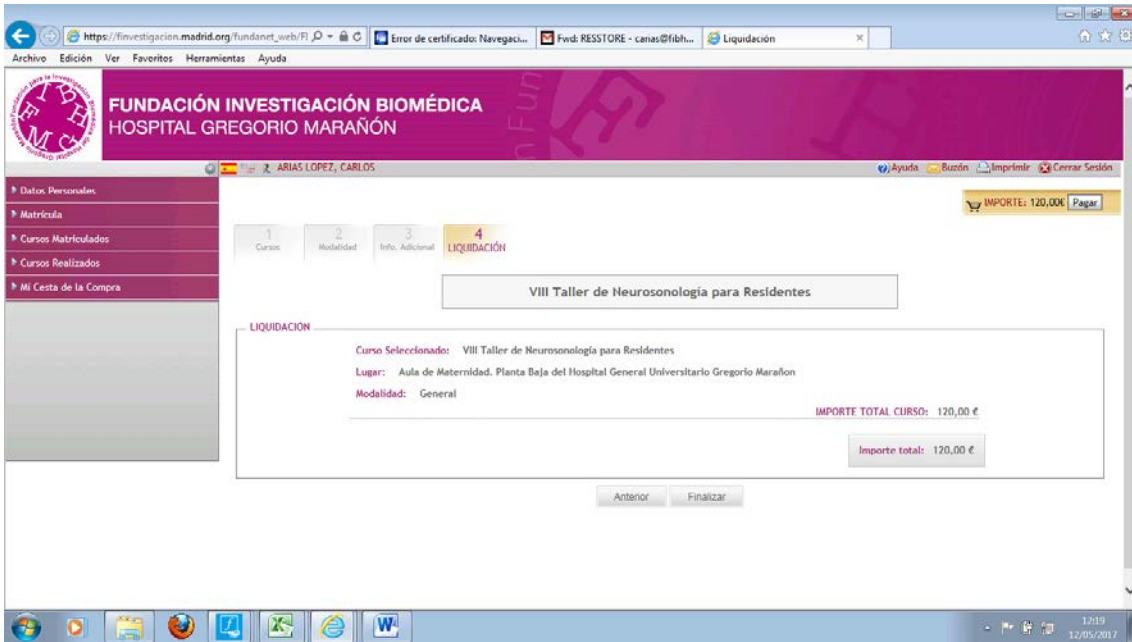 https://finvestigacion.madrid.org/fundanet_web/Fl
Error de certificado: Navegaci...
Fwd: RESSTORE - carias@fibh...
Liquidación
Archivo Edición Ver Favoritos Herramientas Ayuda
FUNDACIÓN INVESTIGACIÓN BIOMÉDICA
HOSPITAL GREGORIO MARAÑÓN
ARIAS LOPEZ, CARLOS
Ayuda Buzón Imprimir Cerrar Sesión
Datos Personales
Matrícula
Cursos Matriculados
Cursos Realizados
Mi Cesta de la Compra
IMPORTE: 120,00€ Pagar
1 Cursos
2 Modalidad
3 Info. Adicional
4 LIQUIDACIÓN
VIII Taller de Neurosonología para Residentes
LIQUIDACIÓN
Curso Seleccionado: VIII Taller de Neurosonología para Residentes
Lugar: Aula de Maternidad. Planta Baja del Hospital General Universitario Gregorio Marañon
Modalidad: General
IMPORTE TOTAL CURSO: 120,00 €
Importe total: 120,00 €
Anterior Finalizar
12:19
12/05/2017